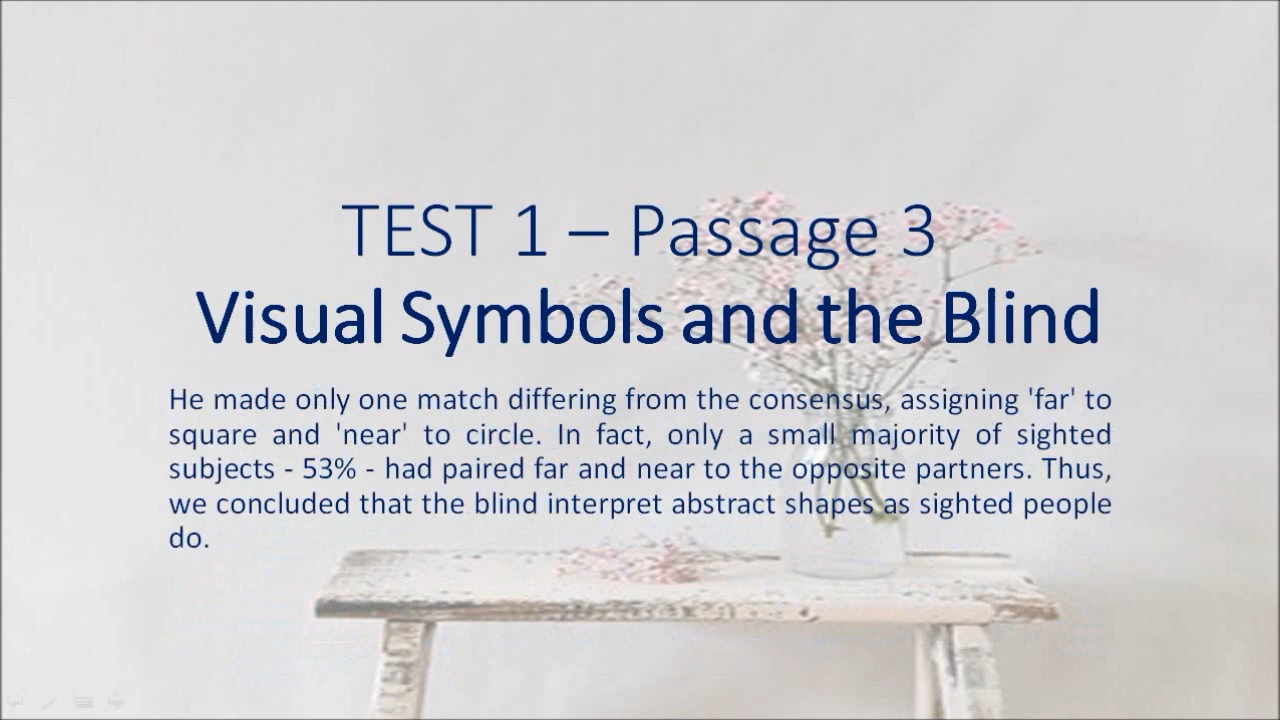 TEST 1 – Passage 3
Visual Symbols and the Blind
He made only one match differing from the consensus, assigning 'far' to
square and 'near' to circle. In fact, only a small majority of sighted
subjects - 53% - had paired far and near to the opposite partners. Thus,
we concluded that the blind interpret abstract shapes as sighted people
do.